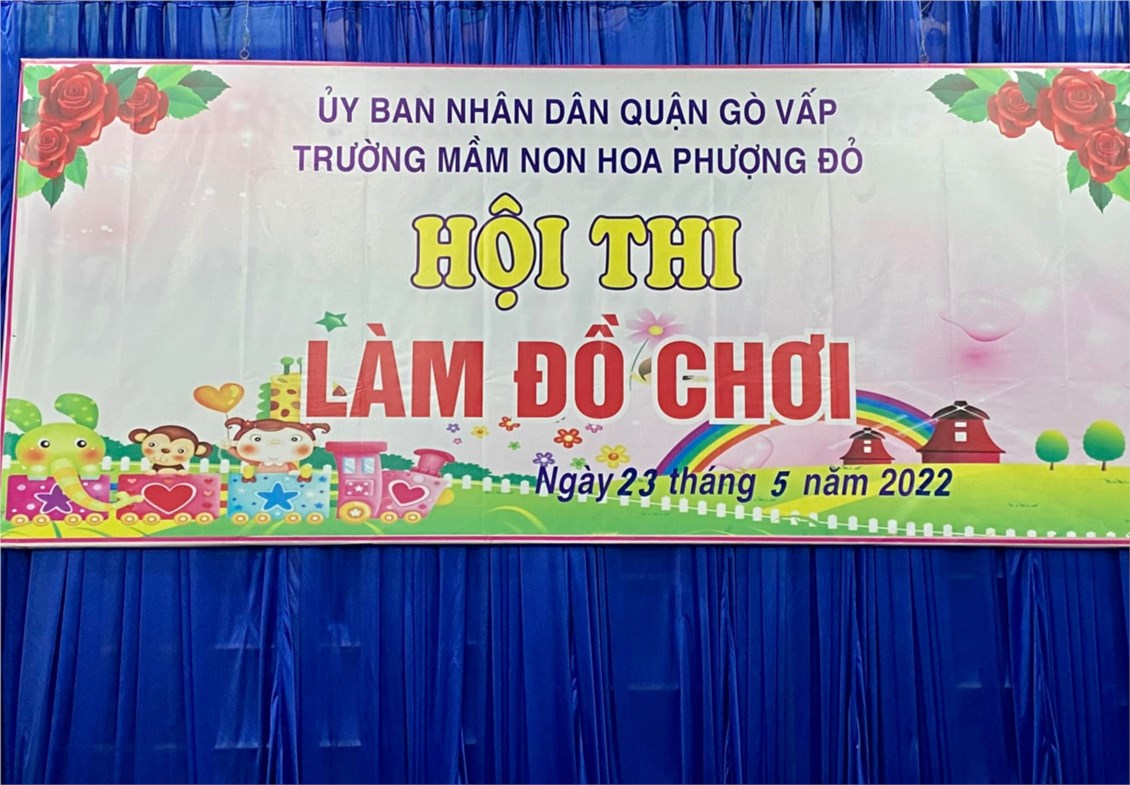 ỦY BAN NHÂN DÂN QUẬN GÒ VẤP
TRƯỜNG MẦM NON HOA PHƯỢNG ĐỎ
HỘI THI
LÀM ĐỒ CHƠI
Ngày 23 tháng 5 năm 2022